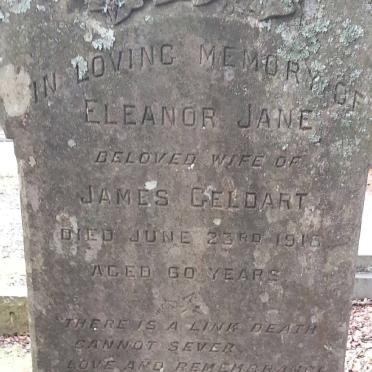 IN LOVING MEMORY OF
ELEANOR JANE
BELOVED WIFE OF
JAMES GELDART
DIED JUNE 23RD 1916
AGED 60 YEARS
THERE IS A LINK DEATH
CANNOT SEVER
LOVE AND REMEMBRANCE